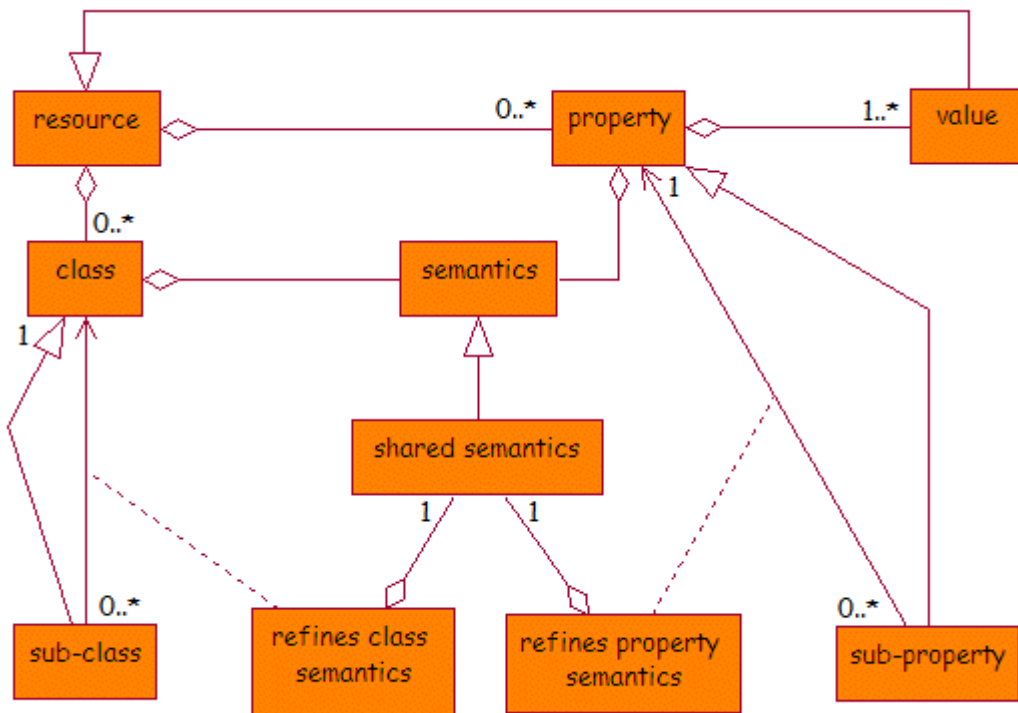 0..*
1..*
resource
property
value
1
0..*
class
semantics
1
shared semantics
1
1
0..*
0..*
sub-class
refines class
semantics
refines property
semantics
sub-property